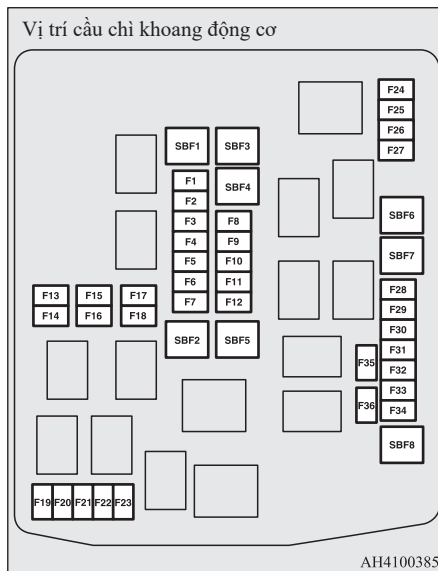 Vị trí cầu chì khoang động cơ
F24
F25
F26
F27
SBF1 SBF3
SBF4
F1
F2
F3 F8
F4 F9
F5 F10
F6 F11
F7 F12
SBF6
SBF7
F13 F15 F17
F14 F16 F18
F28
F29
F30
F31
F32
F33
F34
F35
F36
SBF2 SBF5
SBF8
F19 F20 F21 F22 F23
AH4100385